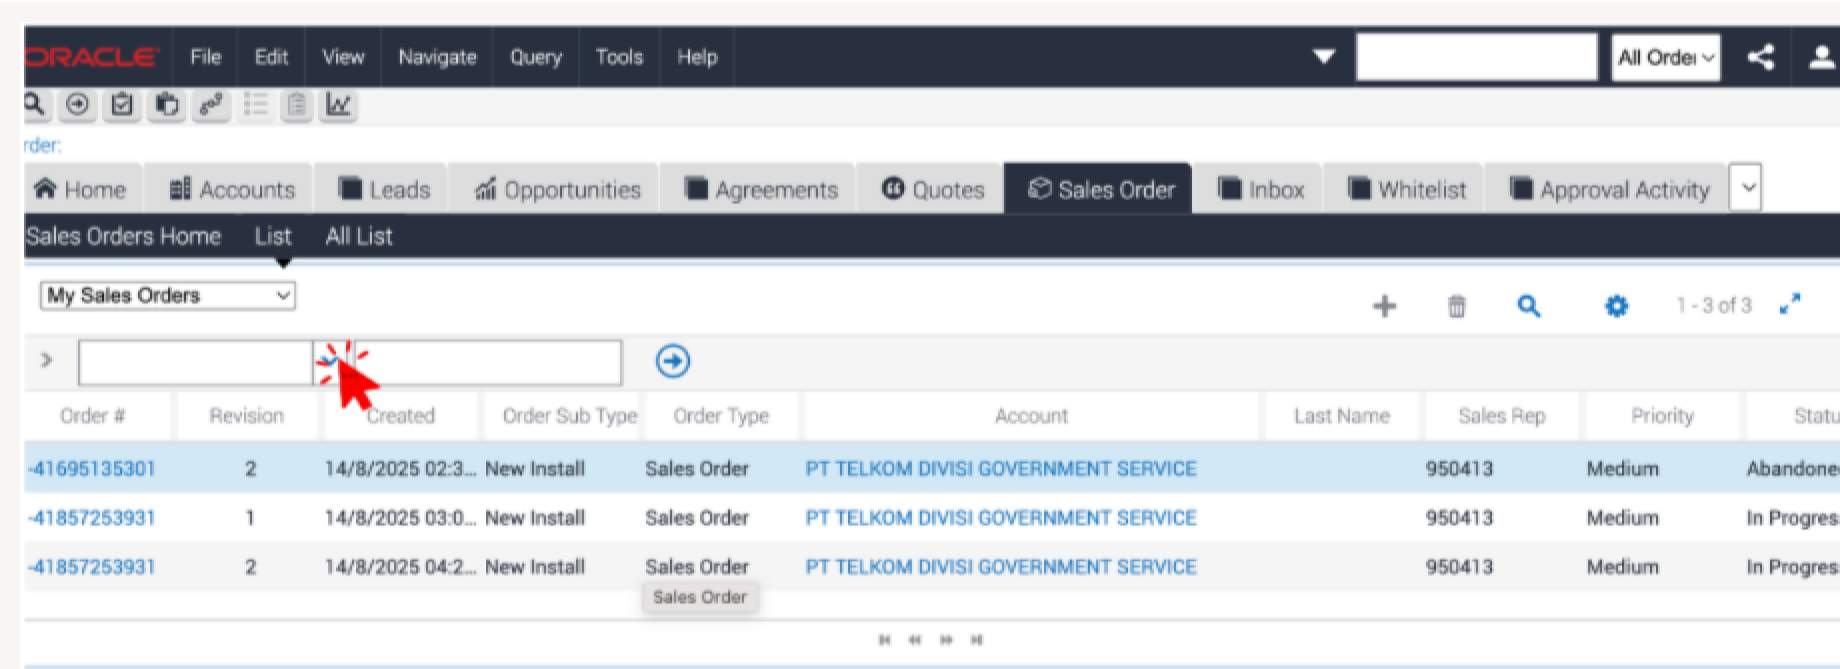 ORACLE File Edit View Navigate Query Tools Help All Order
rder:
Home Accounts Leads Opportunities Agreements Quotes Sales Order Inbox Whitelist Approval Activity
Sales Orders Home List All List
My Sales Orders 1 - 3 of 3
Order # Revision Created Order Sub Type Order Type Account Last Name Sales Rep Priority Statu
-41695135301 2 14/8/2025 02:3... New Install Sales Order PT TELKOM DIVISI GOVERNMENT SERVICE 950413 Medium Abandone
-41857253931 1 14/8/2025 03:0... New Install Sales Order PT TELKOM DIVISI GOVERNMENT SERVICE 950413 Medium In Progres
-41857253931 2 14/8/2025 04:2... New Install Sales Order PT TELKOM DIVISI GOVERNMENT SERVICE 950413 Medium In Progres
Sales Order